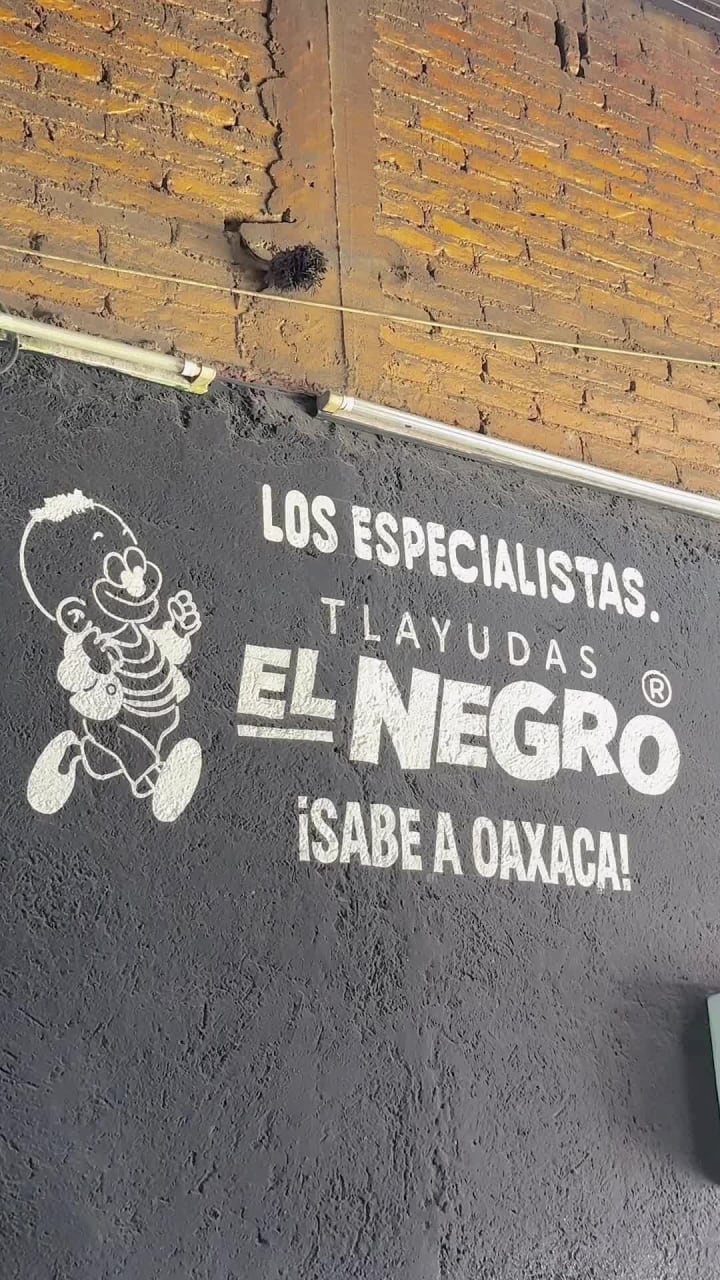 LOS ESPECIALISTAS.
TLAYUDAS
EL NEGRO®
¡SABE A OAXACA!